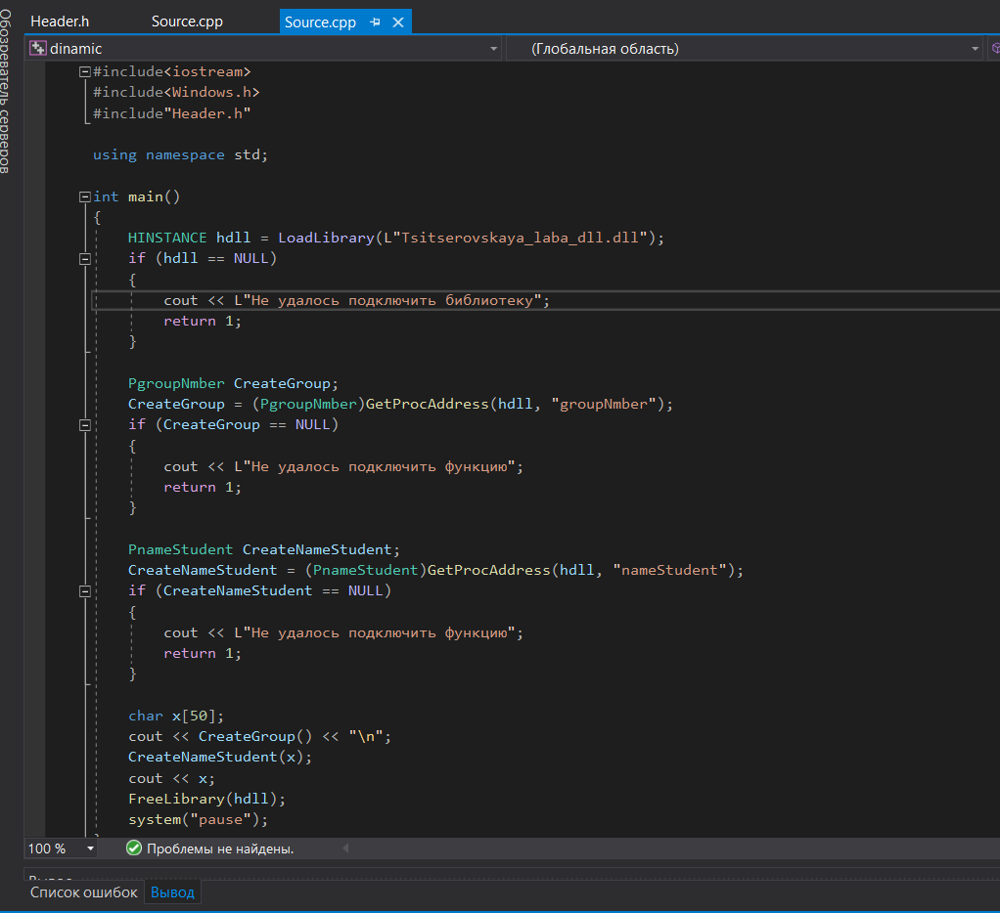 Обозреватель серверов
Header.h Source.cpp Source.cpp
dinamic (Глобальная область)
#include<iostream>
#include<Windows.h>
#include"Header.h"
using namespace std;
int main()
{
HINSTANCE hdll = LoadLibrary(L"Tsitserovskaya_laba_dll.dll");
if (hdll == NULL)
{
cout << L"Не удалось подключить библиотеку";
return 1;
}
PgroupNmber CreateGroup;
CreateGroup = (PgroupNmber)GetProcAddress(hdll, "groupNmber");
if (CreateGroup == NULL)
{
cout << L"Не удалось подключить функцию";
return 1;
}
PnameStudent CreateNameStudent;
CreateNameStudent = (PnameStudent)GetProcAddress(hdll, "nameStudent");
if (CreateNameStudent == NULL)
{
cout << L"Не удалось подключить функцию";
return 1;
}
char x[50];
cout << CreateGroup() << "\n";
CreateNameStudent(x);
cout << x;
FreeLibrary(hdll);
system("pause");
100 % Проблемы не найдены.
Вывод
Список ошибок Вывод